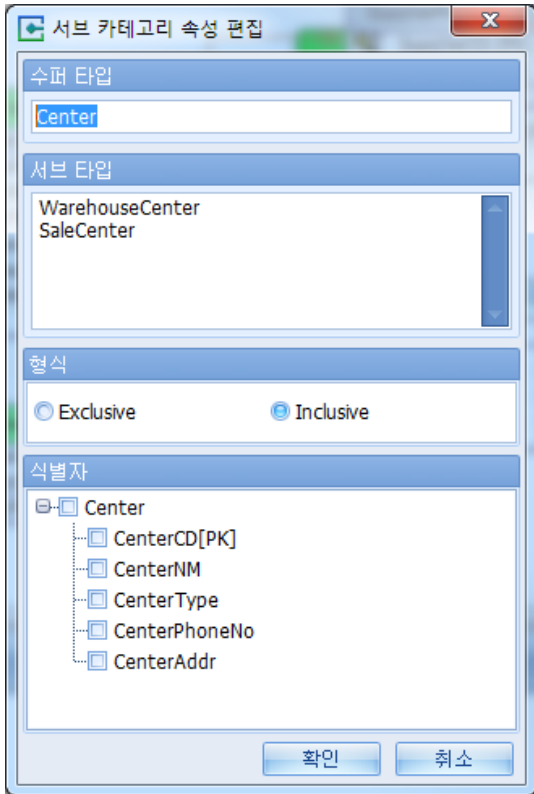 서브 카테고리 속성 편집
수퍼 타입
Center
서브 타입
WarehouseCenter
SaleCenter
형식
Exclusive
Inclusive
식별자
Center
CenterCD[PK]
CenterNM
CenterType
CenterPhoneNo
CenterAddr
확인
취소